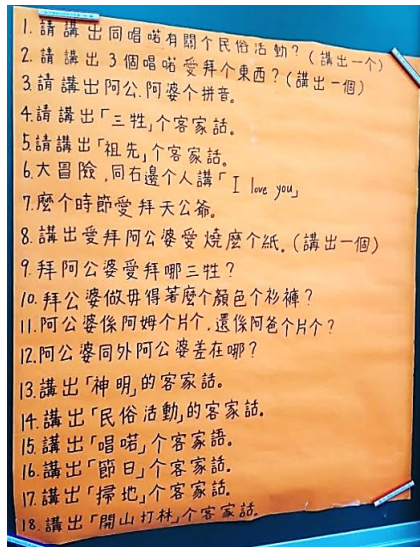 1. 請講出同唱喏有關个民俗活動？(講出一个)
2. 請講出3個唱喏愛拜个東西？(講出一個)
3. 請講出阿公.阿婆个拼音。
4. 請講出「三牲」个客家話。
5. 請講出「祖先」个客家話。
6. 大冒險,同右邊个人講「I love you」
7. 麼个時節愛拜天公爺。
8. 講出愛拜阿公婆愛燒麼个紙。(講出一個)
9. 拜阿公婆愛拜哪三牲？
10. 拜公婆做毋得著麼个顏色个衫褲？
11. 阿公婆係阿姆个片个,還係阿爸个片个？
12. 阿公婆同外阿公婆差在哪？
13. 講出「神明」的客家話。
14. 講出「民俗活動」的客家話。
15. 講出「唱喏」个客家語。
16. 講出「節日」个客家話。
17. 講出「掃地」个客家話。
18. 講出「開山打林」个客家話。